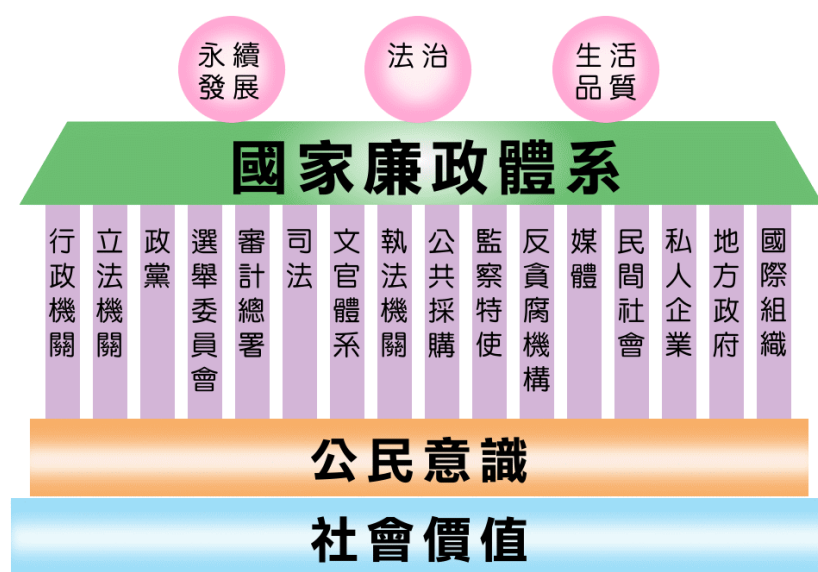 永續
發展
法治
生活
品質
國家廉政體系
行政機關
立法機關
政黨
選舉委員會
審計總署
司法
文官體系
執法機關
公共採購
監察特使
反貪腐機構
媒體
民間社會
私人企業
地方政府
國際組織
公民意識
社會價值